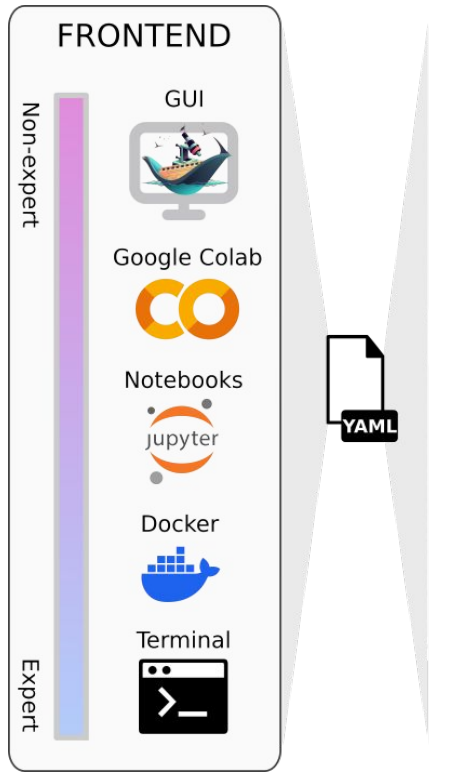 FRONTEND
Non-expert
GUI
Google Colab
Notebooks
jupyter
Docker
Terminal
Expert
YAML